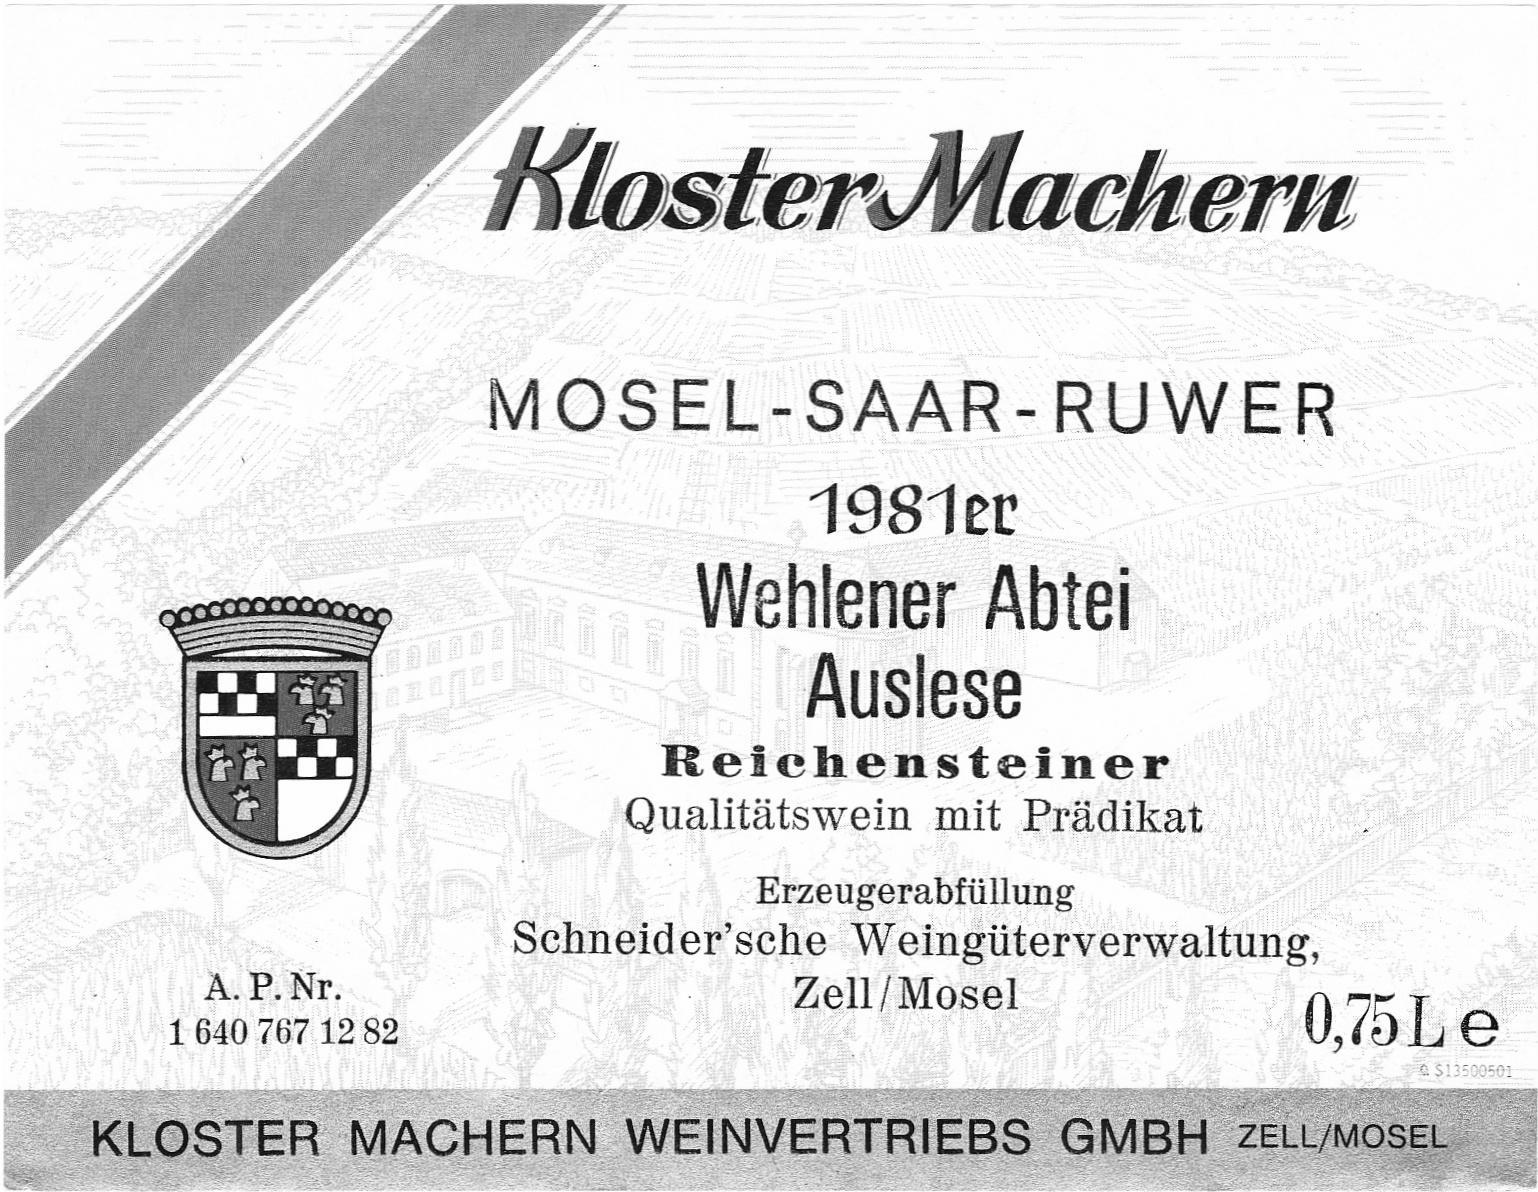 Kloster Machern
MOSEL-SAAR-RUWER
1981er
Wehlener Abtei
Auslese
Reichensteiner
Qualitätswein mit Prädikat
Erzeugerabfüllung
Schneider'sche Weingüterverwaltung,
Zell/Mosel
A. P. Nr.
1 640 767 12 82
0,75 L e
Q S13500501
KLOSTER MACHERN WEINVERTRIEBS GMBH ZELL/MOSEL